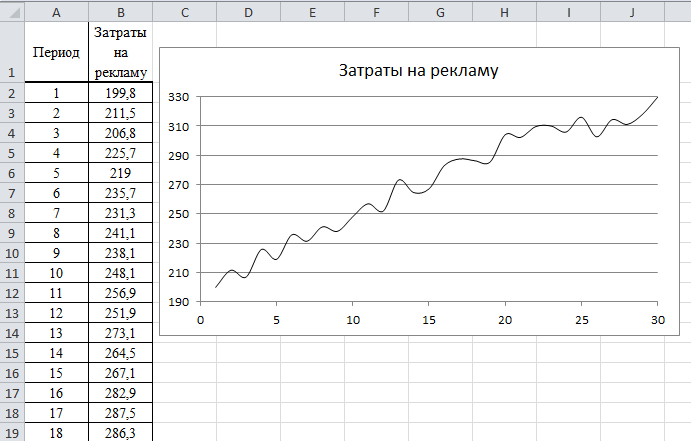 A B C D E F G H I J
1 Период Затраты
на
рекламу
2 1 199,8
3 2 211,5
4 3 206,8
5 4 225,7
6 5 219
7 6 235,7
8 7 231,3
9 8 241,1
10 9 238,1
11 10 248,1
12 11 256,9
13 12 251,9
14 13 273,1
15 14 264,5
16 15 267,1
17 16 282,9
18 17 287,5
19 18 286,3
Затраты на рекламу
330
310
290
270
250
230
210
190
0 5 10 15 20 25 30